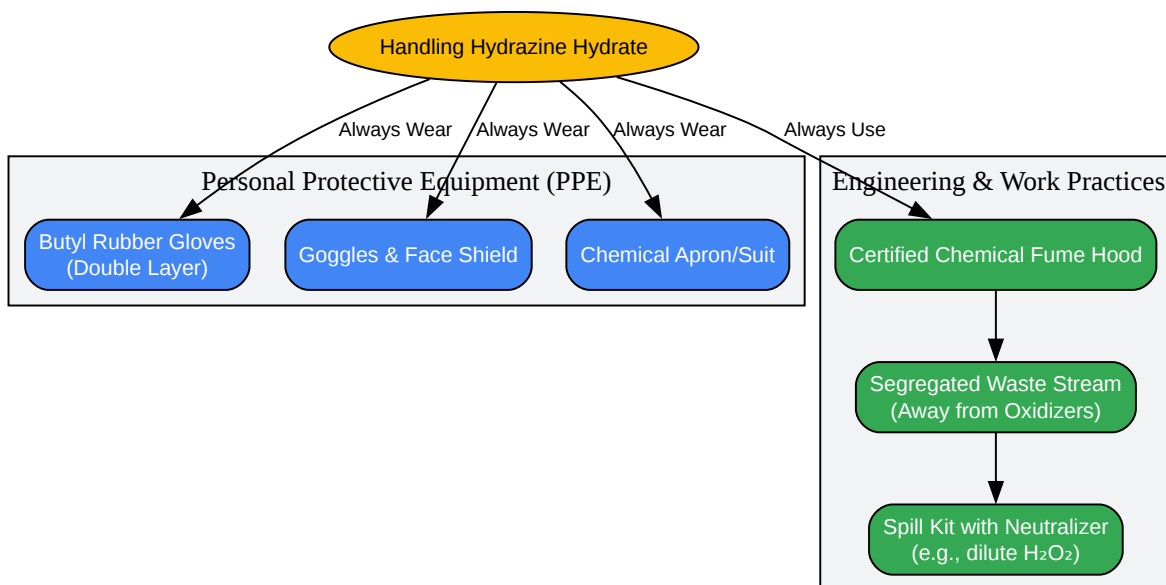 Handling Hydrazine Hydrate
Always Wear
Always Wear
Always Wear
Always Use
Personal Protective Equipment (PPE)
Engineering & Work Practices
Butyl Rubber Gloves
(Double Layer)
Goggles & Face Shield
Chemical Apron/Suit
Certified Chemical Fume Hood
Segregated Waste Stream
(Away from Oxidizers)
Spill Kit with Neutralizer
(e.g., dilute H₂O₂)